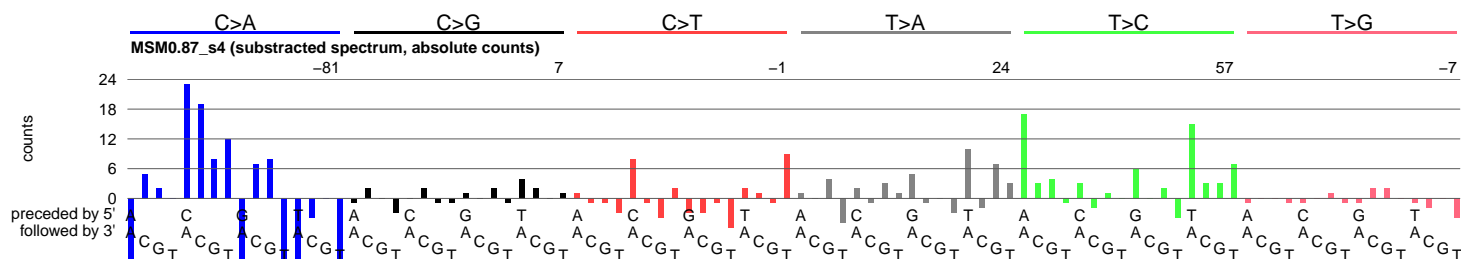 C>A C>G C>T T>A T>C T>G
MSM0.87_s4 (substracted spectrum, absolute counts)
−81 7 −1 24 57 −7
24
18
12
6
0
counts
preceded by 5' A C G T A C G T A C G T A C G T A C G T A C G T
followed by 3' A C G T A C G T A C G T A C G T A C G T A C G T A C G T A C G T A C G T A C G T A C G T A C G T A C G T A C G T A C G T A C G T A C G T A C G T A C G T A C G T A C G T A C G T A C G T A C G T